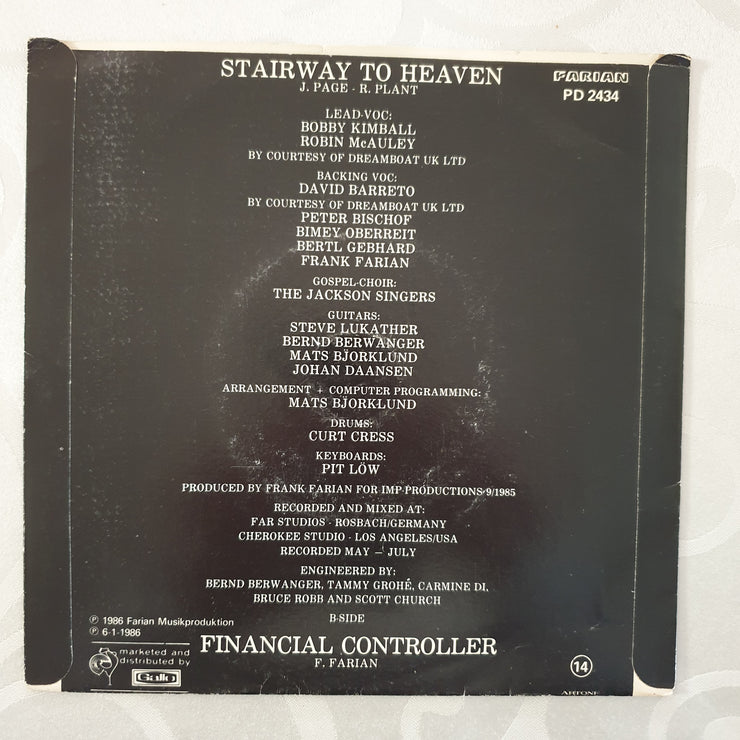 STAIRWAY TO HEAVEN
J. PAGE - R. PLANT
FARIAN
PD 2434
LEAD-VOC:
BOBBY KIMBALL
ROBIN McAULEY
BY COURTESY OF DREAMBOAT UK LTD
BACKING VOC:
DAVID BARRETO
BY COURTESY OF DREAMBOAT UK LTD
PETER BISCHOF
BIMEY OBERREIT
BERTL GEBHARD
FRANK FARIAN
GOSPEL-CHOIR:
THE JACKSON SINGERS
GUITARS:
STEVE LUKATHER
BERND BERWANGER
MATS BJORKLUND
JOHAN DAANSEN
ARRANGEMENT + COMPUTER PROGRAMMING:
MATS BJORKLUND
DRUMS:
CURT CRESS
KEYBOARDS:
PIT LÖW
PRODUCED BY FRANK FARIAN FOR IMP-PRODUCTIONS 9/1985
RECORDED AND MIXED AT:
FAR STUDIOS - ROSBACH/GERMANY
CHEROKEE STUDIO - LOS ANGELES/USA
RECORDED MAY – JULY
ENGINEERED BY:
BERND BERWANGER, TAMMY GROHÉ, CARMINE DI,
BRUCE ROBB AND SCOTT CHURCH
B-SIDE
FINANCIAL CONTROLLER
F. FARIAN
℗ 1986 Farian Musikproduktion
℗ 6-1-1986
marketed and
distributed by
Gallo
14
ARTONE